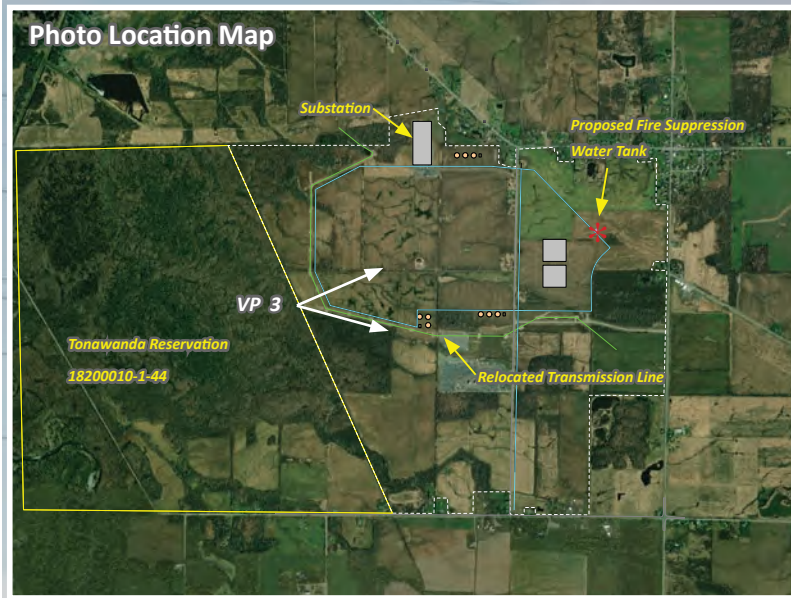 Photo Location Map
Substation
Proposed Fire Suppression
Water Tank
VP 3
Tonawanda Reservation
18200010-1-44
Relocated Transmission Line